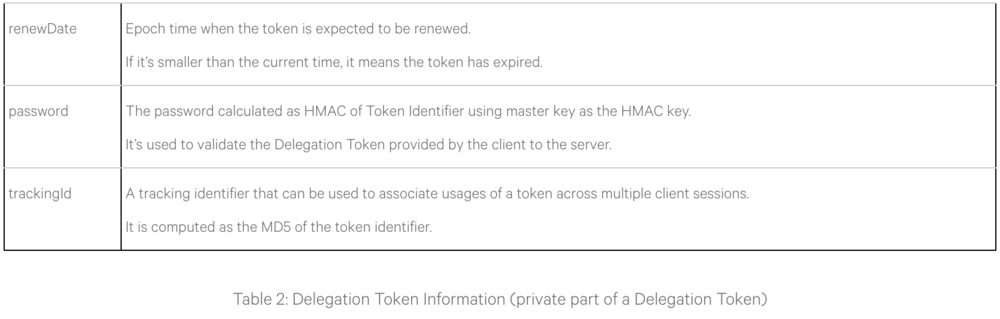 renewDate
Epoch time when the token is expected to be renewed.
If it's smaller than the current time, it means the token has expired.
password
The password calculated as HMAC of Token Identifier using master key as the HMAC key.
It's used to validate the Delegation Token provided by the client to the server.
trackingId
A tracking identifier that can be used to associate usages of a token across multiple client sessions.
It is computed as the MD5 of the token identifier.
Table 2: Delegation Token Information (private part of a Delegation Token)